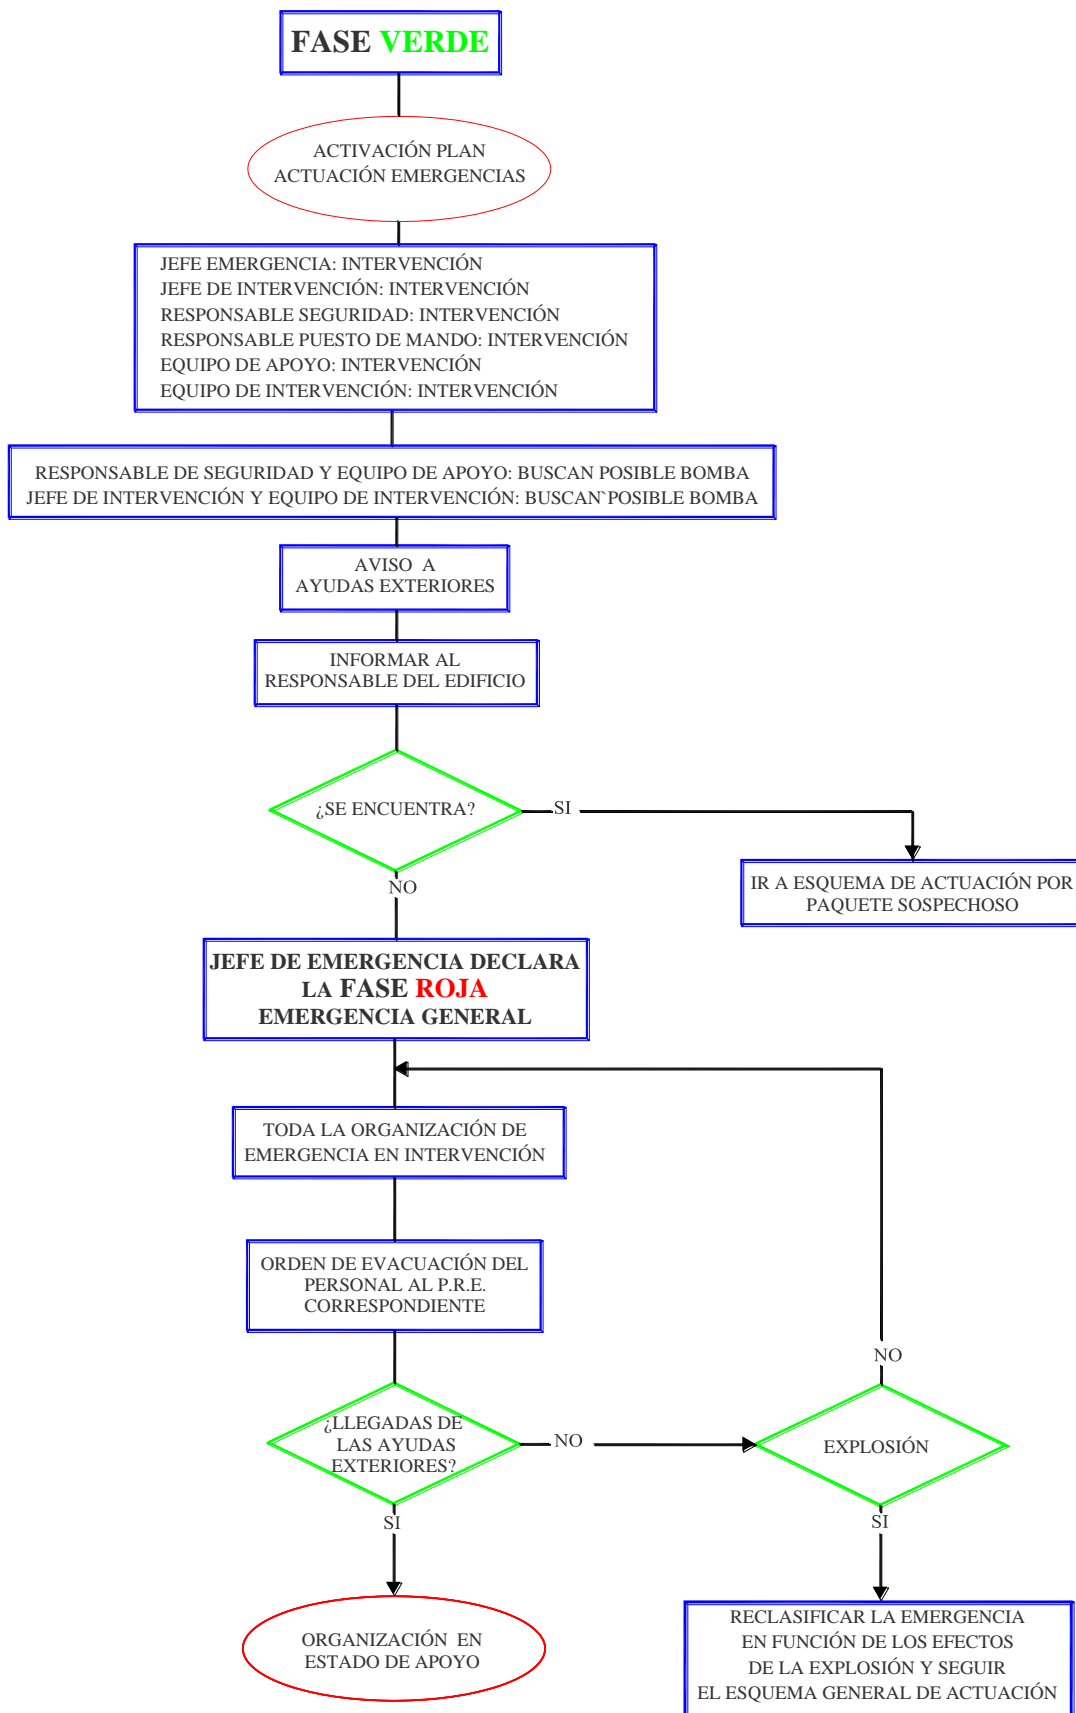 FASE VERDE
ACTIVACIÓN PLAN
ACTUACIÓN EMERGENCIAS
JEFE EMERGENCIA: INTERVENCIÓN
JEFE DE INTERVENCIÓN: INTERVENCIÓN
RESPONSABLE SEGURIDAD: INTERVENCIÓN
RESPONSABLE PUESTO DE MANDO: INTERVENCIÓN
EQUIPO DE APOYO: INTERVENCIÓN
EQUIPO DE INTERVENCIÓN: INTERVENCIÓN
RESPONSABLE DE SEGURIDAD Y EQUIPO DE APOYO: BUSCAN POSIBLE BOMBA
JEFE DE INTERVENCIÓN Y EQUIPO DE INTERVENCIÓN: BUSCAN`POSIBLE BOMBA
AVISO A
AYUDAS EXTERIORES
INFORMAR AL
RESPONSABLE DEL EDIFICIO
¿SE ENCUENTRA?
SI
NO
IR A ESQUEMA DE ACTUACIÓN POR
PAQUETE SOSPECHOSO
JEFE DE EMERGENCIA DECLARA
LA FASE ROJA
EMERGENCIA GENERAL
TODA LA ORGANIZACIÓN DE
EMERGENCIA EN INTERVENCIÓN
ORDEN DE EVACUACIÓN DEL
PERSONAL AL P.R.E.
CORRESPONDIENTE
¿LLEGADAS DE
LAS AYUDAS
EXTERIORES?
NO
SI
EXPLOSIÓN
NO
SI
ORGANIZACIÓN EN
ESTADO DE APOYO
RECLASIFICAR LA EMERGENCIA
EN FUNCIÓN DE LOS EFECTOS
DE LA EXPLOSIÓN Y SEGUIR
EL ESQUEMA GENERAL DE ACTUACIÓN